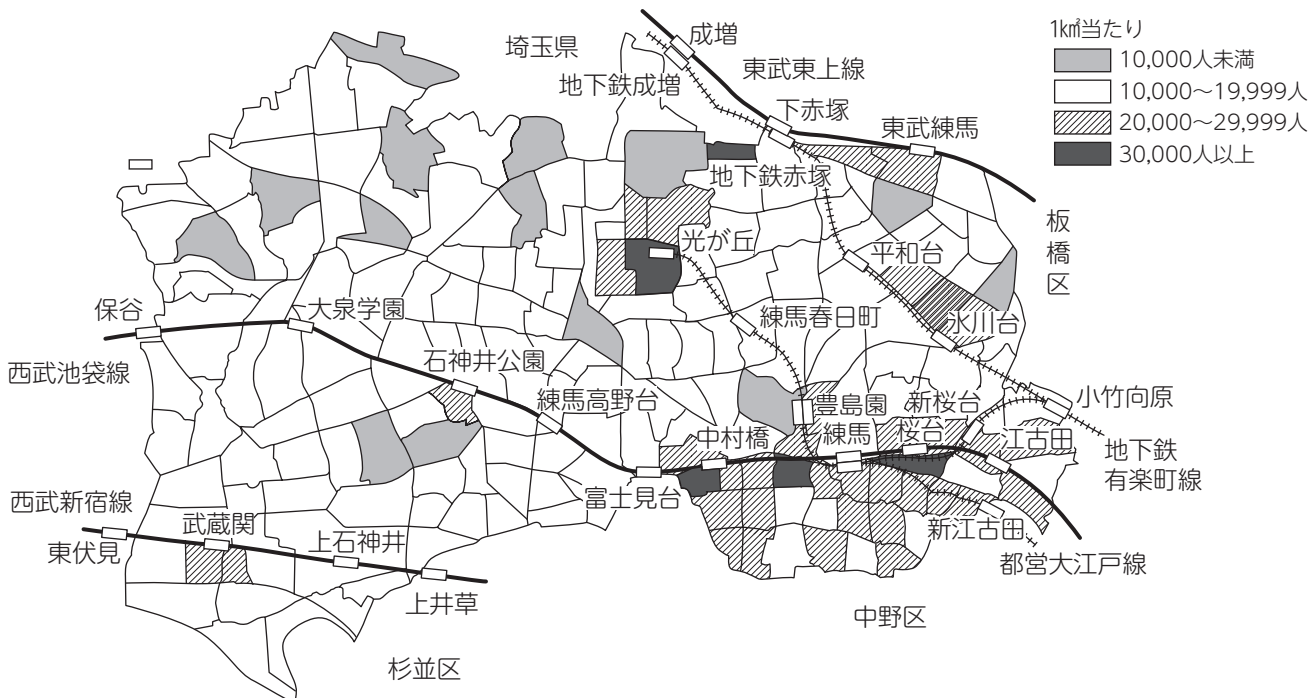 1k㎡当たり
10,000人未満
10,000〜19,999人
20,000〜29,999人
30,000人以上
埼玉県
成増
地下鉄成増
東武東上線
下赤塚
東武練馬
地下鉄赤塚
板橋区
光が丘
平和台
保谷
大泉学園
練馬春日町
氷川台
西武池袋線
石神井公園
練馬高野台
豊島園
新桜台
小竹向原
中村橋
練馬
桜台
江古田
地下鉄
有楽町線
富士見台
西武新宿線
武蔵関
東伏見
上石神井
新江古田
都営大江戸線
上井草
中野区
杉並区